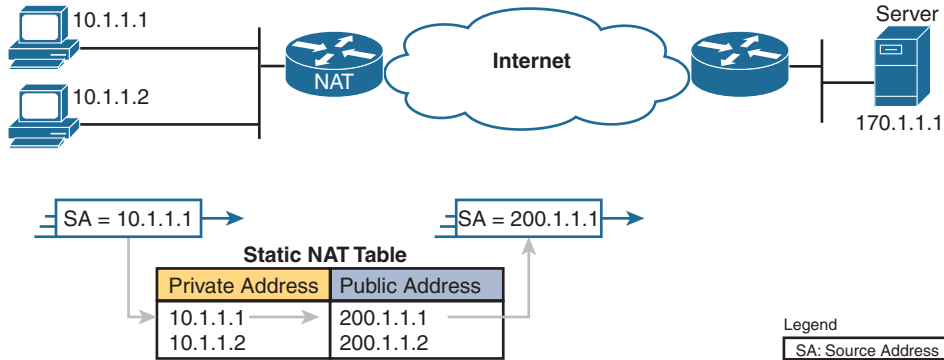 10.1.1.1
Server
Internet
NAT
10.1.1.2
170.1.1.1
SA = 10.1.1.1
SA = 200.1.1.1
Static NAT Table
Private Address Public Address
10.1.1.1 200.1.1.1
10.1.1.2 200.1.1.2
Legend
SA: Source Address